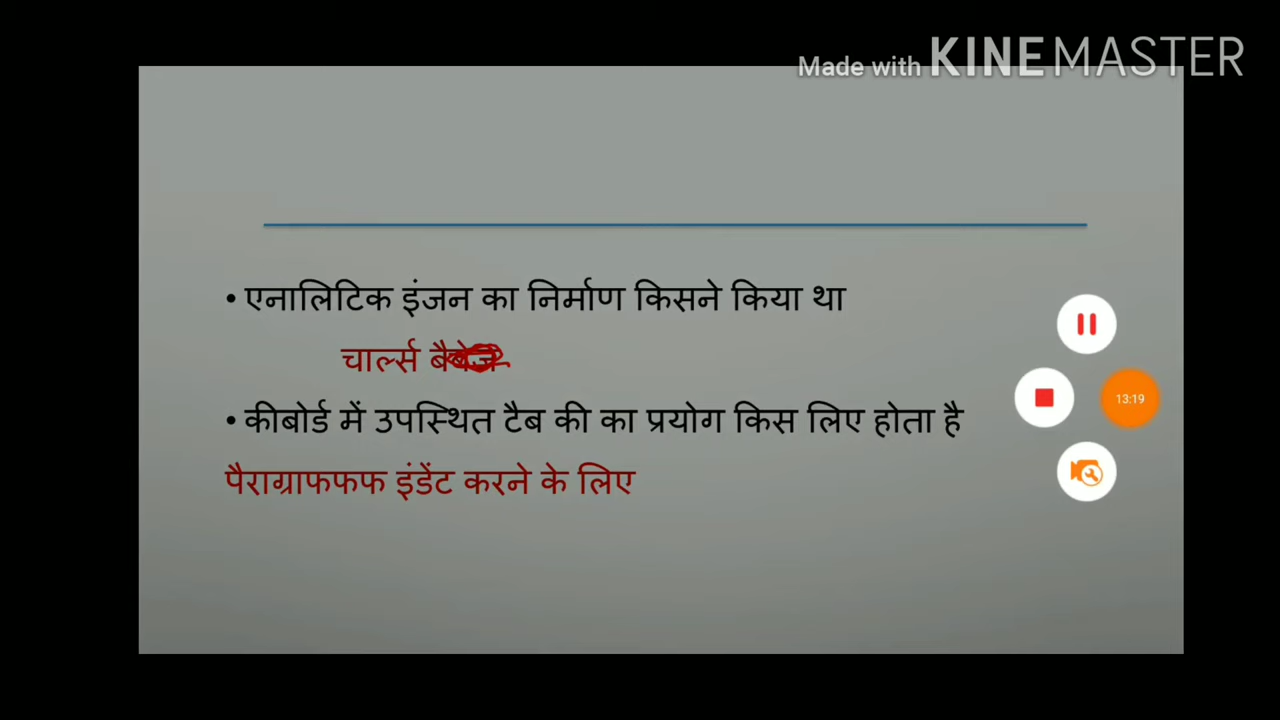 Made with KINEMASTER
• एनालिटिक इंजन का निर्माण किसने किया था
चार्ल्स बैबेज
• कीबोर्ड में उपस्थित टैब की का प्रयोग किस लिए होता है
13:19
पैराग्राफफफ इंडेंट करने के लिए